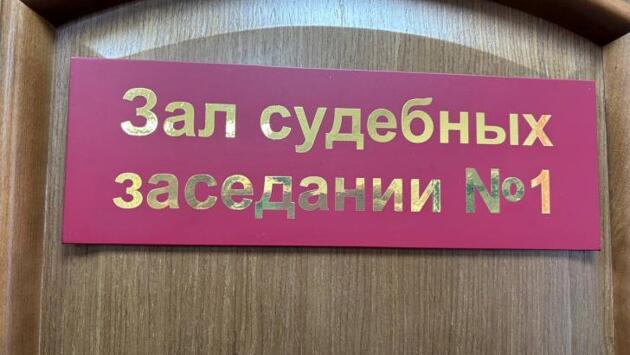 Зал судебных
заседании №1